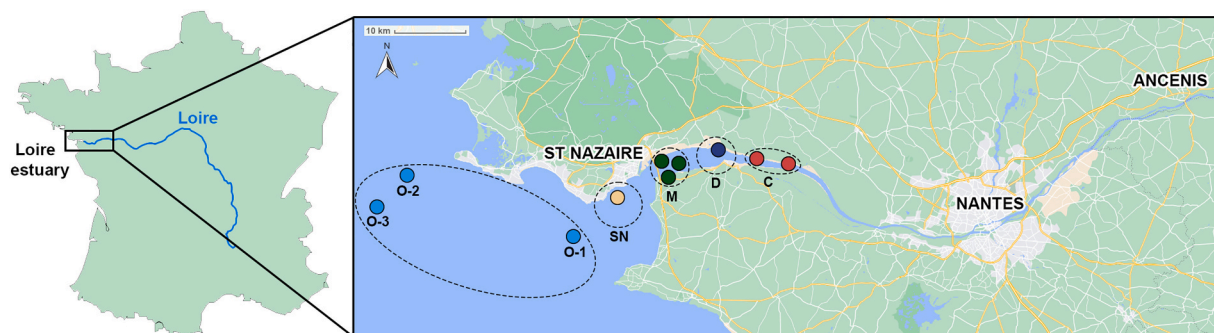 Loire
Loire
estuary
10 km
N
ANCENIS
ST NAZAIRE
O-2
O-3
O-1
SN
M
D
C
NANTES